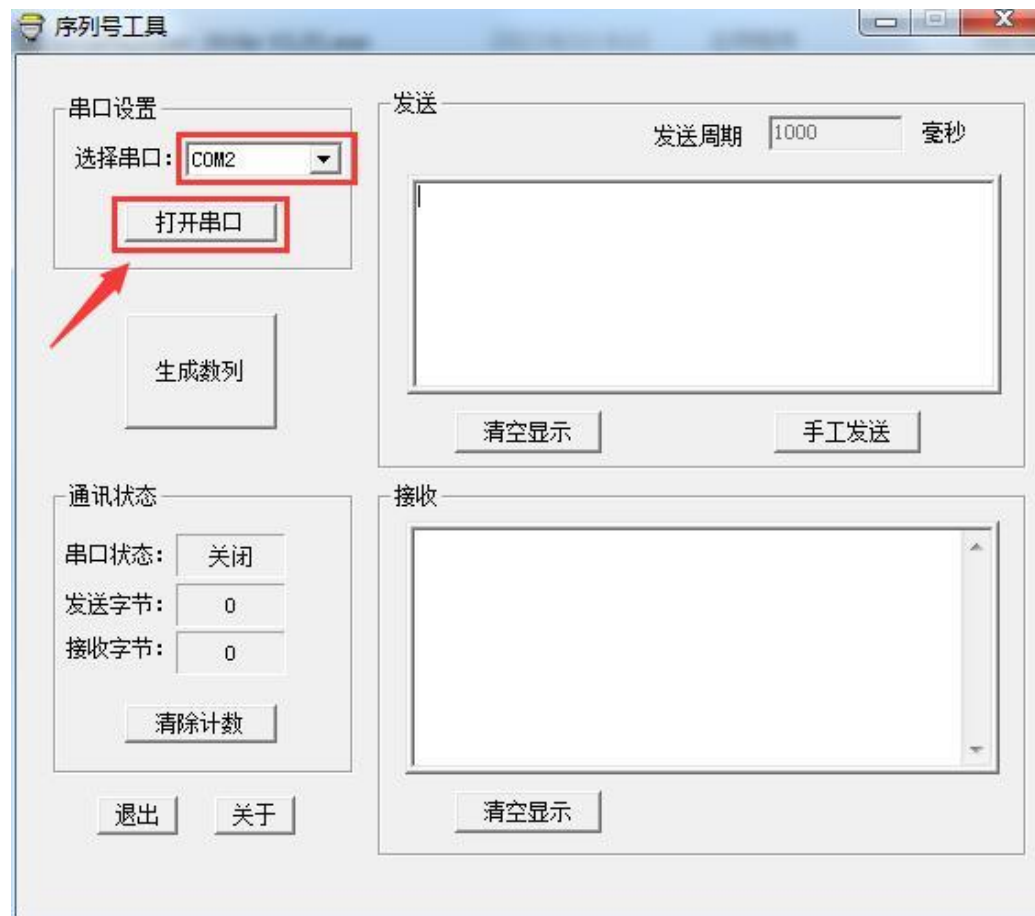 序列号工具
串口设置
选择串口: COM2
打开串口
生成数列
通讯状态
串口状态: 关闭
发送字节: 0
接收字节: 0
清除计数
退出 关于
发送
发送周期 1000 毫秒
清空显示 手工发送
接收
清空显示